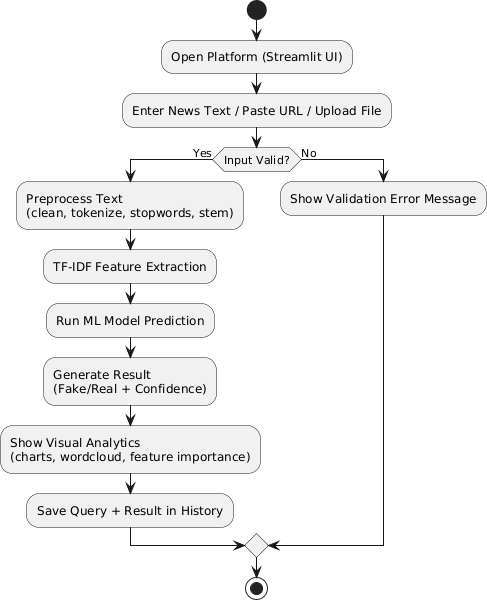 Open Platform (Streamlit UI)
Enter News Text / Paste URL / Upload File
Input Valid?
Yes
No
Preprocess Text
(clean, tokenize, stopwords, stem)
Show Validation Error Message
TF-IDF Feature Extraction
Run ML Model Prediction
Generate Result
(Fake/Real + Confidence)
Show Visual Analytics
(charts, wordcloud, feature importance)
Save Query + Result in History